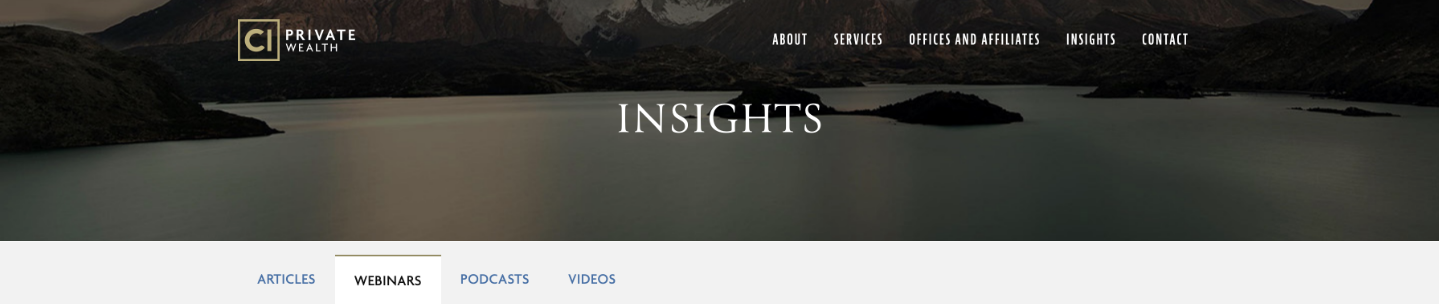 CI PRIVATE
WEALTH
ABOUT SERVICES OFFICES AND AFFILIATES INSIGHTS CONTACT
INSIGHTS
ARTICLES WEBINARS PODCASTS VIDEOS